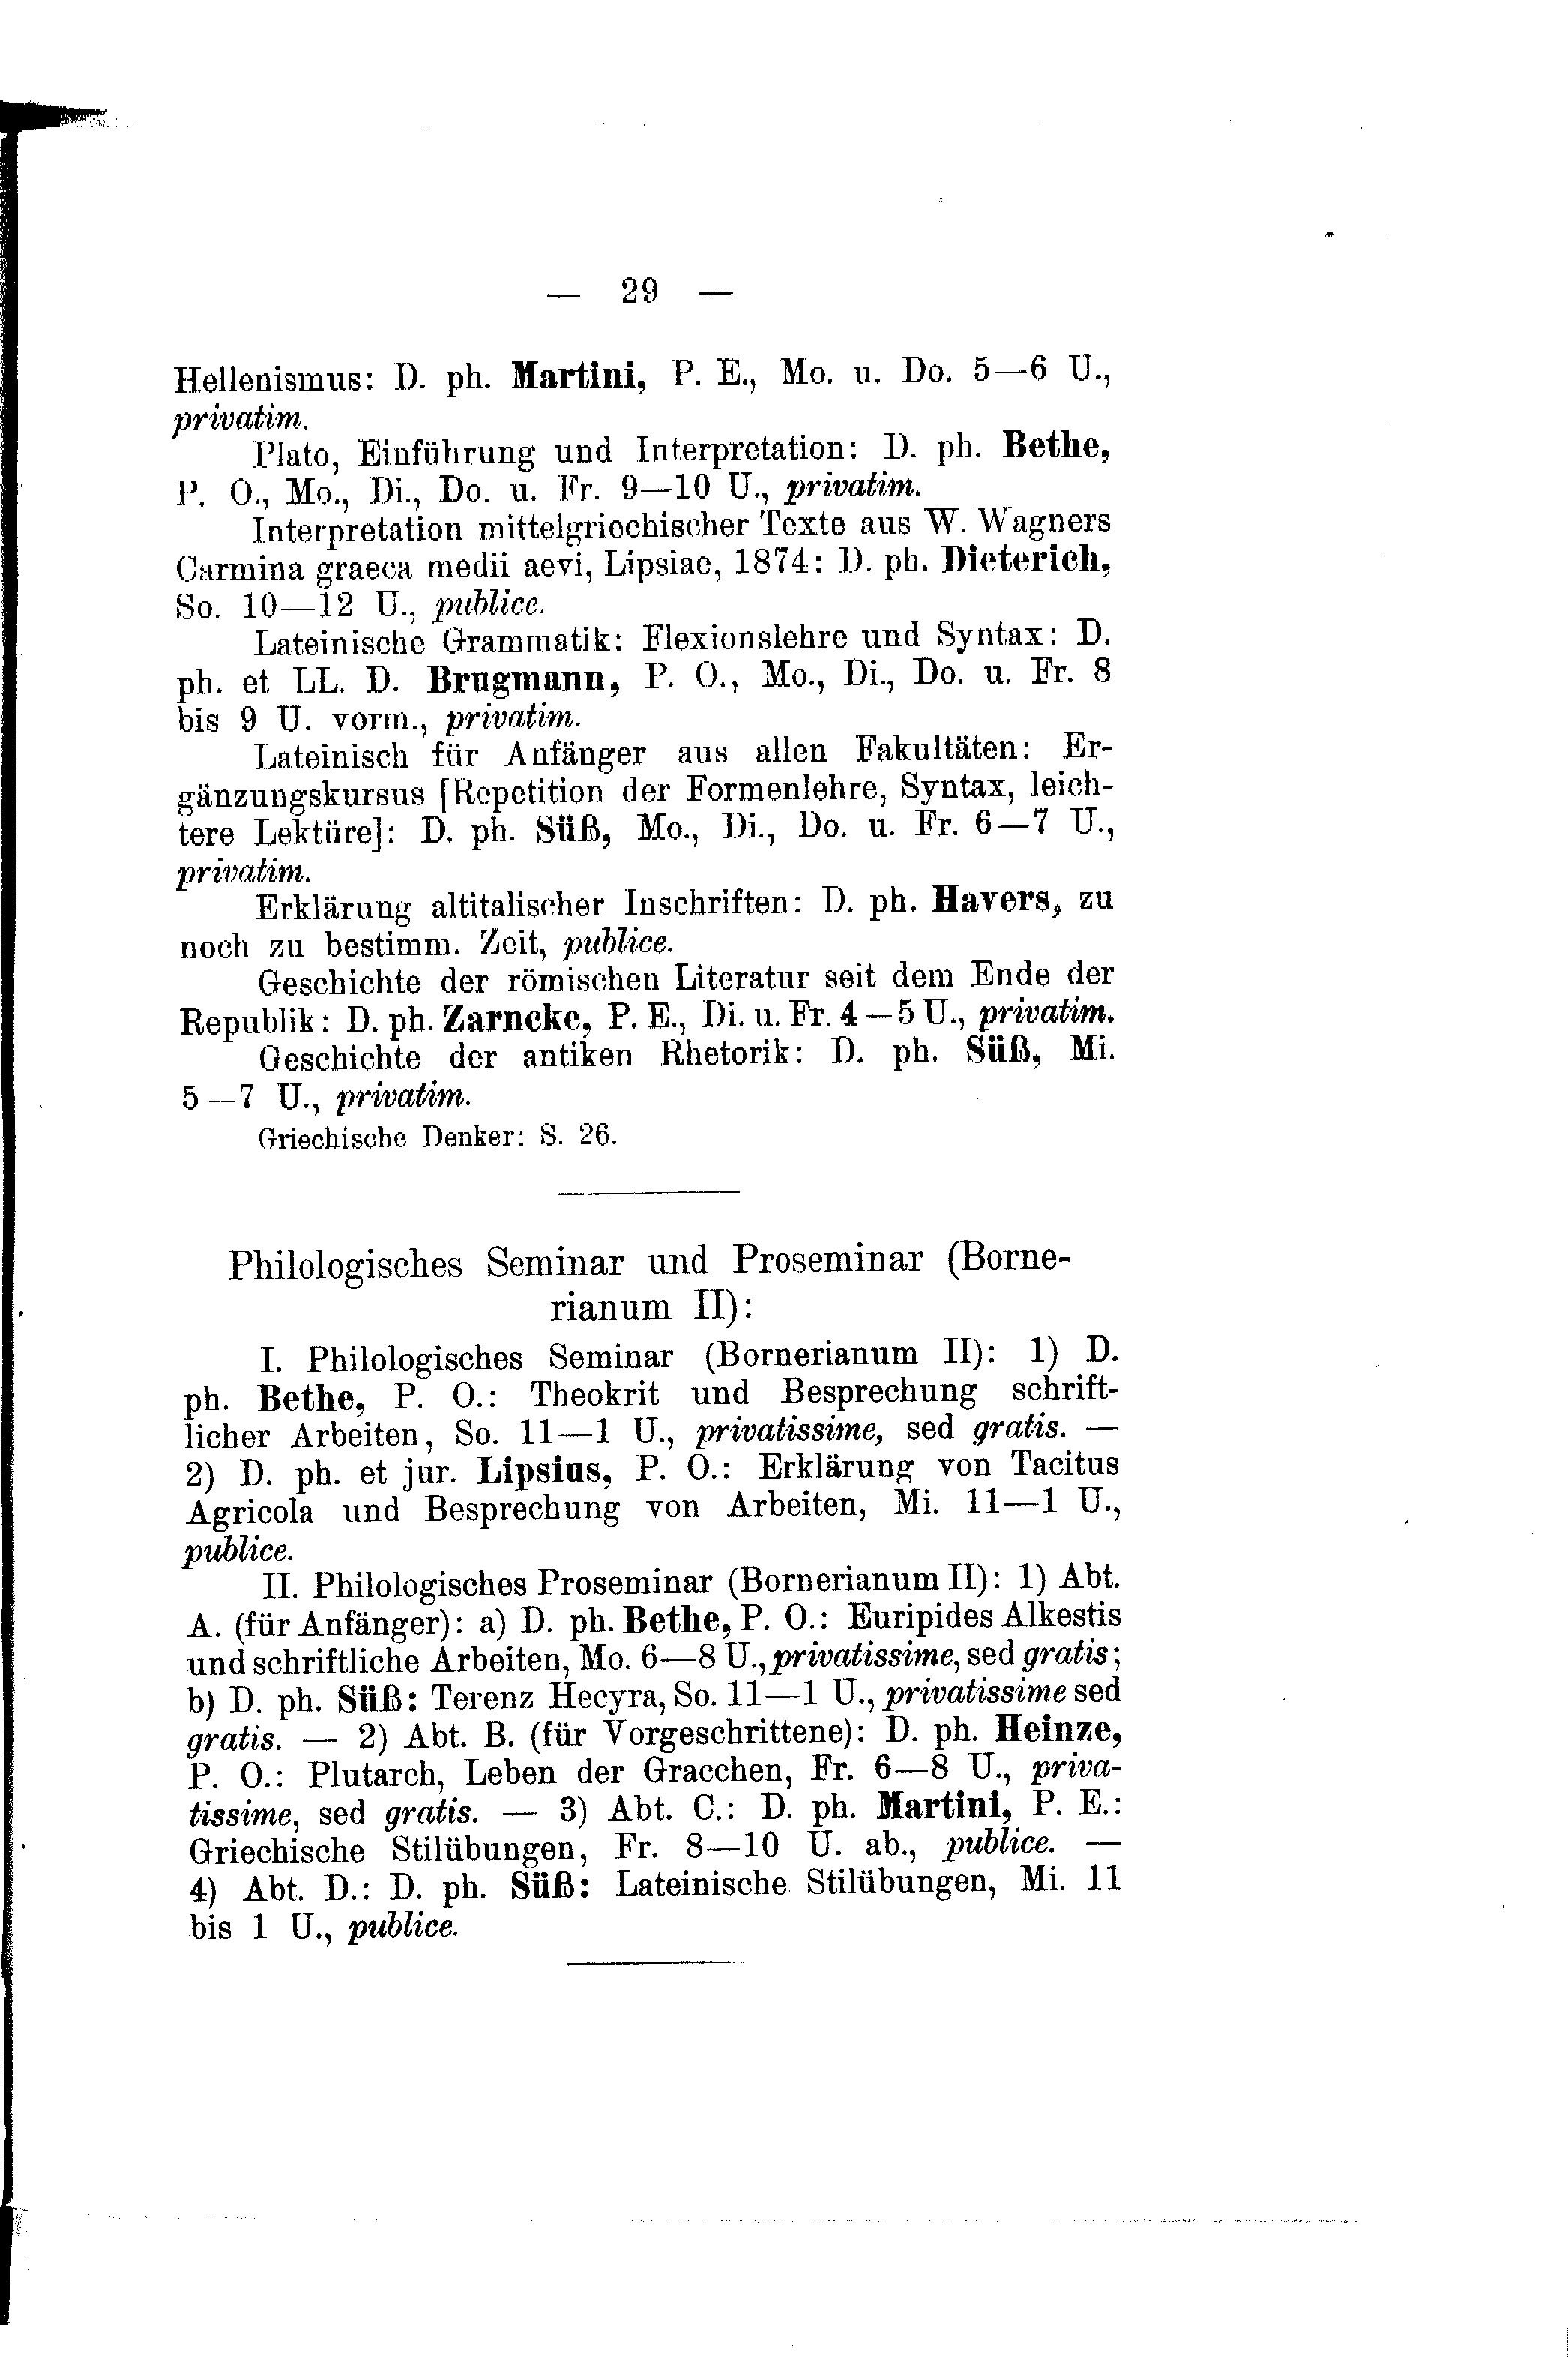 — 29 —
Hellenismus: D. ph. Martini, P. E., Mo. u. Do. 5—6 U.,
privatim.
Plato, Einführung und Interpretation: D. ph. Bethe,
P. O., Mo., Di., Do. u. Fr. 9—10 U., privatim.
Interpretation mittelgriechischer Texte aus W. Wagners
Carmina graeca medii aevi, Lipsiae, 1874: D. ph. Dieterich,
So. 10—12 U., publice.
Lateinische Grammatik: Flexionslehre und Syntax: D.
ph. et LL. D. Brugmann, P. O., Mo., Di., Do. u. Fr. 8
bis 9 U. vorm., privatim.
Lateinisch für Anfänger aus allen Fakultäten: Er-
gänzungskursus [Repetition der Formenlehre, Syntax, leich-
tere Lektüre]: D. ph. Süß, Mo., Di., Do. u. Fr. 6—7 U.,
privatim.
Erklärung altitalischer Inschriften: D. ph. Havers, zu
noch zu bestimm. Zeit, publice.
Geschichte der römischen Literatur seit dem Ende der
Republik: D. ph. Zarncke, P. E., Di. u. Fr. 4—5 U., privatim.
Geschichte der antiken Rhetorik: D. ph. Süß, Mi.
5—7 U., privatim.
Griechische Denker: S. 26.
Philologisches Seminar und Proseminar (Borne-
rianum II):
I. Philologisches Seminar (Bornerianum II): 1) D.
ph. Bethe, P. O.: Theokrit und Besprechung schrift-
licher Arbeiten, So. 11—1 U., privatissime, sed gratis. —
2) D. ph. et jur. Lipsius, P. O.: Erklärung von Tacitus
Agricola und Besprechung von Arbeiten, Mi. 11—1 U.,
publice.
II. Philologisches Proseminar (Bornerianum II): 1) Abt.
A. (für Anfänger): a) D. ph. Bethe, P. O.: Euripides Alkestis
und schriftliche Arbeiten, Mo. 6—8 U., privatissime, sed gratis;
b) D. ph. Süß: Terenz Hecyra, So. 11—1 U., privatissime sed
gratis. — 2) Abt. B. (für Vorgeschrittene): D. ph. Heinze,
P. O.: Plutarch, Leben der Gracchen, Fr. 6—8 U., priva-
tissime, sed gratis. — 3) Abt. C.: D. ph. Martini, P. E.:
Griechische Stilübungen, Fr. 8—10 U. ab., publice. —
4) Abt. D.: D. ph. Süß: Lateinische Stilübungen, Mi. 11
bis 1 U., publice.